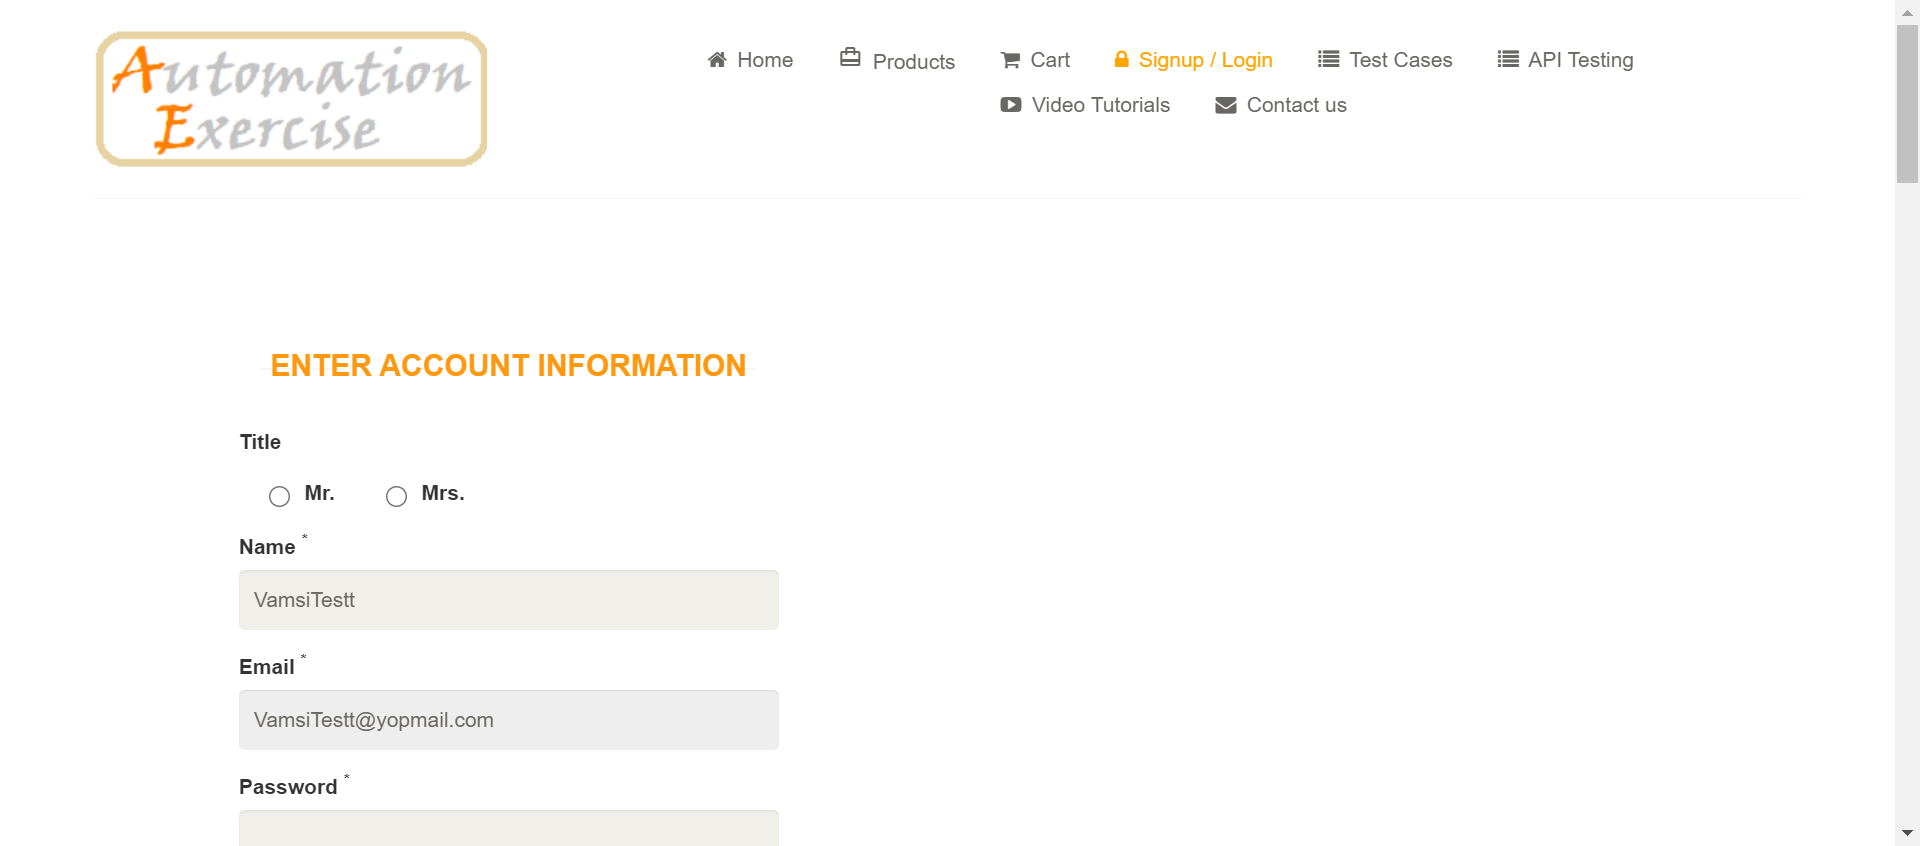 Automation
Exercise
Home Products Cart Signup / Login Test Cases API Testing
Video Tutorials Contact us
ENTER ACCOUNT INFORMATION
Title
Mr. Mrs.
Name *
VamsiTestt
Email *
VamsiTestt@yopmail.com
Password *